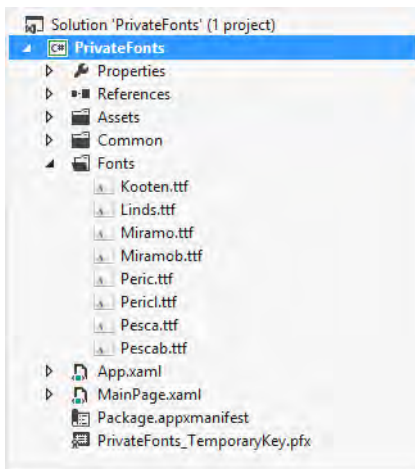 Solution 'PrivateFonts' (1 project)
C# PrivateFonts
Properties
References
Assets
Common
Fonts
Kooten.ttf
Linds.ttf
Miramo.ttf
Miramob.ttf
Peric.ttf
Pericl.ttf
Pesca.ttf
Pescab.ttf
App.xaml
MainPage.xaml
Package.appxmanifest
PrivateFonts_TemporaryKey.pfx